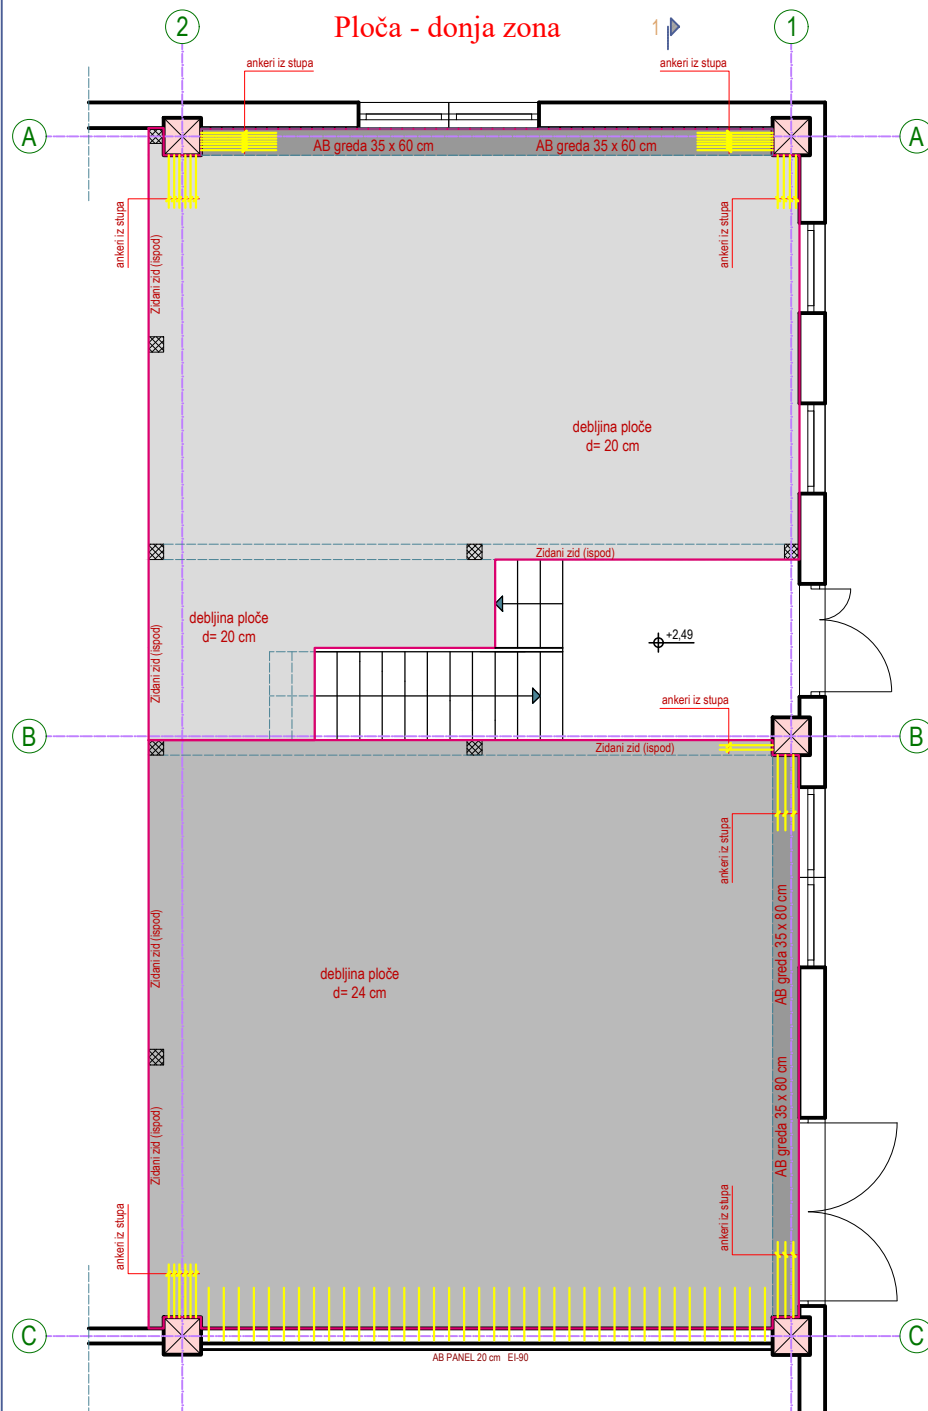 Ploča - donja zona
1
2
1
ankeri iz stupa
ankeri iz stupa
A
A
AB greda 35 x 60 cm
AB greda 35 x 60 cm
ankeri iz stupa
ankeri iz stupa
Zidani zid (ispod)
debljina ploče
d= 20 cm
Zidani zid (ispod)
debljina ploče
d= 20 cm
+2,49
Zidani zid (ispod)
ankeri iz stupa
B
B
Zidani zid (ispod)
ankeri iz stupa
AB greda 35 x 80 cm
Zidani zid (ispod)
debljina ploče
d= 24 cm
AB greda 35 x 80 cm
Zidani zid (ispod)
ankeri iz stupa
ankeri iz stupa
C
C
AB PANEL 20 cm EI-90